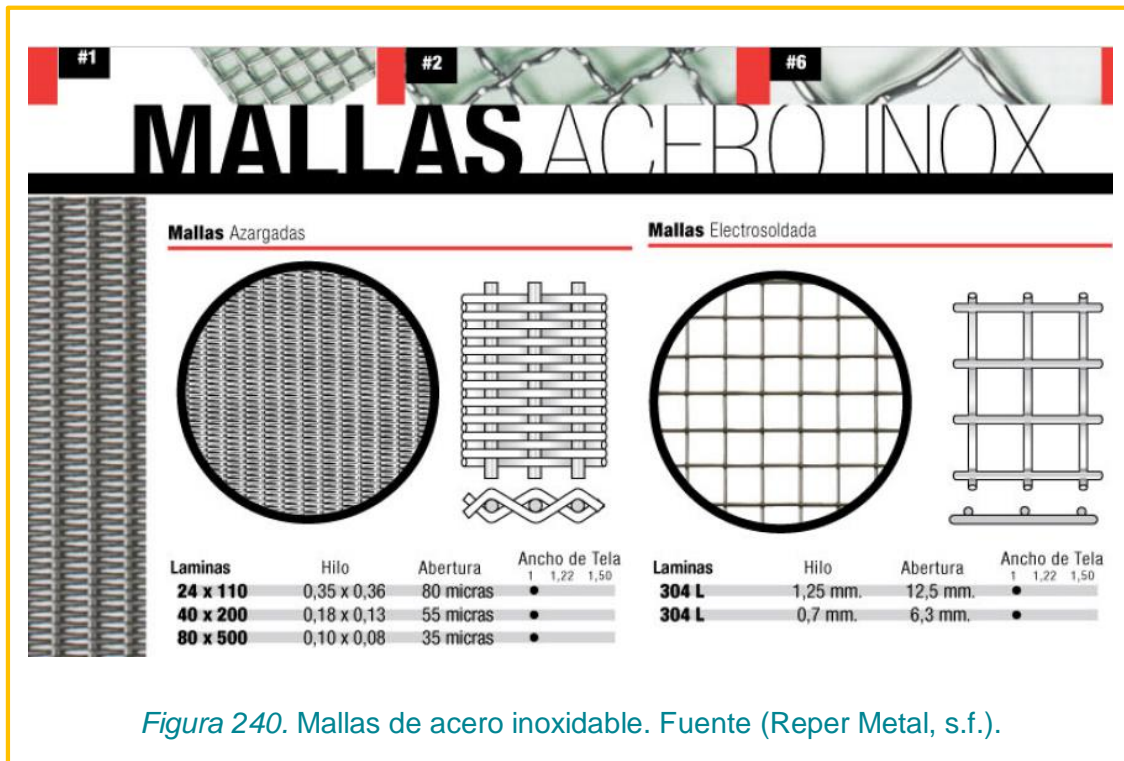 #1
#2
#6
MALLAS ACERO INOX
Mallas Azargadas
Laminas Hilo Abertura Ancho de Tela
1 1,22 1,50
24 x 110 0,35 x 0,36 80 micras •
40 x 200 0,18 x 0,13 55 micras •
80 x 500 0,10 x 0,08 35 micras •
Mallas Electrosoldada
Laminas Hilo Abertura Ancho de Tela
1 1,22 1,50
304 L 1,25 mm. 12,5 mm. •
304 L 0,7 mm. 6,3 mm. •
Figura 240. Mallas de acero inoxidable. Fuente (Reper Metal, s.f.).